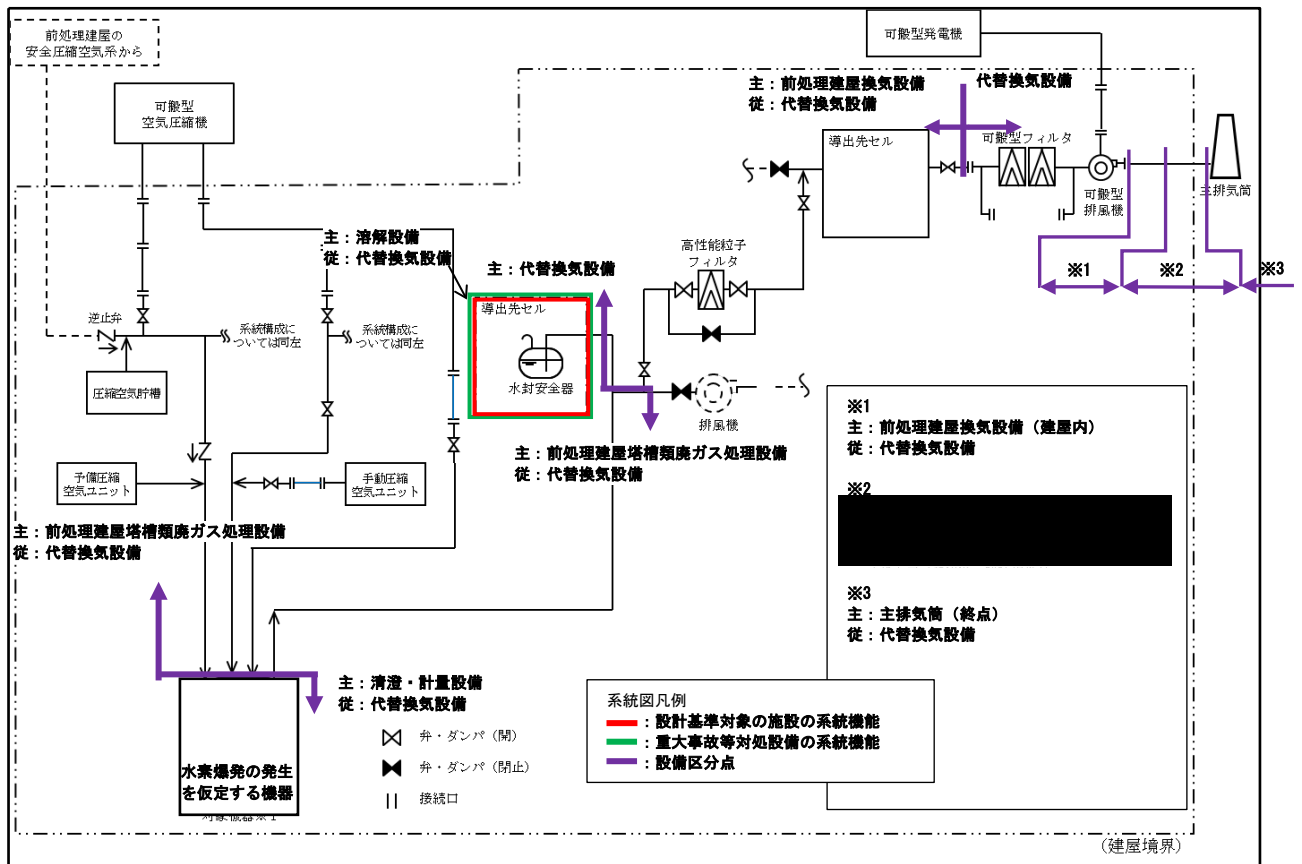 前処理建屋の
安全圧縮空気系から
可搬型
空気圧縮機
可搬型発電機
主：前処理建屋換気設備
従：代替換気設備
代替換気設備
導出先セル
可搬型フィルタ
可搬型
排風機
主排気筒
※1
※2
※3
主：溶解設備
従：代替換気設備
主：代替換気設備
高性能粒子
フィルタ
導出先セル
水封安全器
逆止弁
系統構成に
ついては同左
系統構成に
ついては同左
圧縮空気貯槽
排風機
主：前処理建屋塔槽類廃ガス処理設備
従：代替換気設備
予備圧縮
空気ユニット
手動圧縮
空気ユニット
主：前処理建屋塔槽類廃ガス処理設備
従：代替換気設備
※1
主：前処理建屋換気設備（建屋内）
従：代替換気設備
※2
※3
主：主排気筒（終点）
従：代替換気設備
主：清澄・計量設備
従：代替換気設備
水素爆発の発生
を仮定する機器
弁・ダンパ（開）
弁・ダンパ（閉止）
接続口
系統図凡例
：設計基準対象の施設の系統機能
：重大事故等対処設備の系統機能
：設備区分点
（建屋境界）